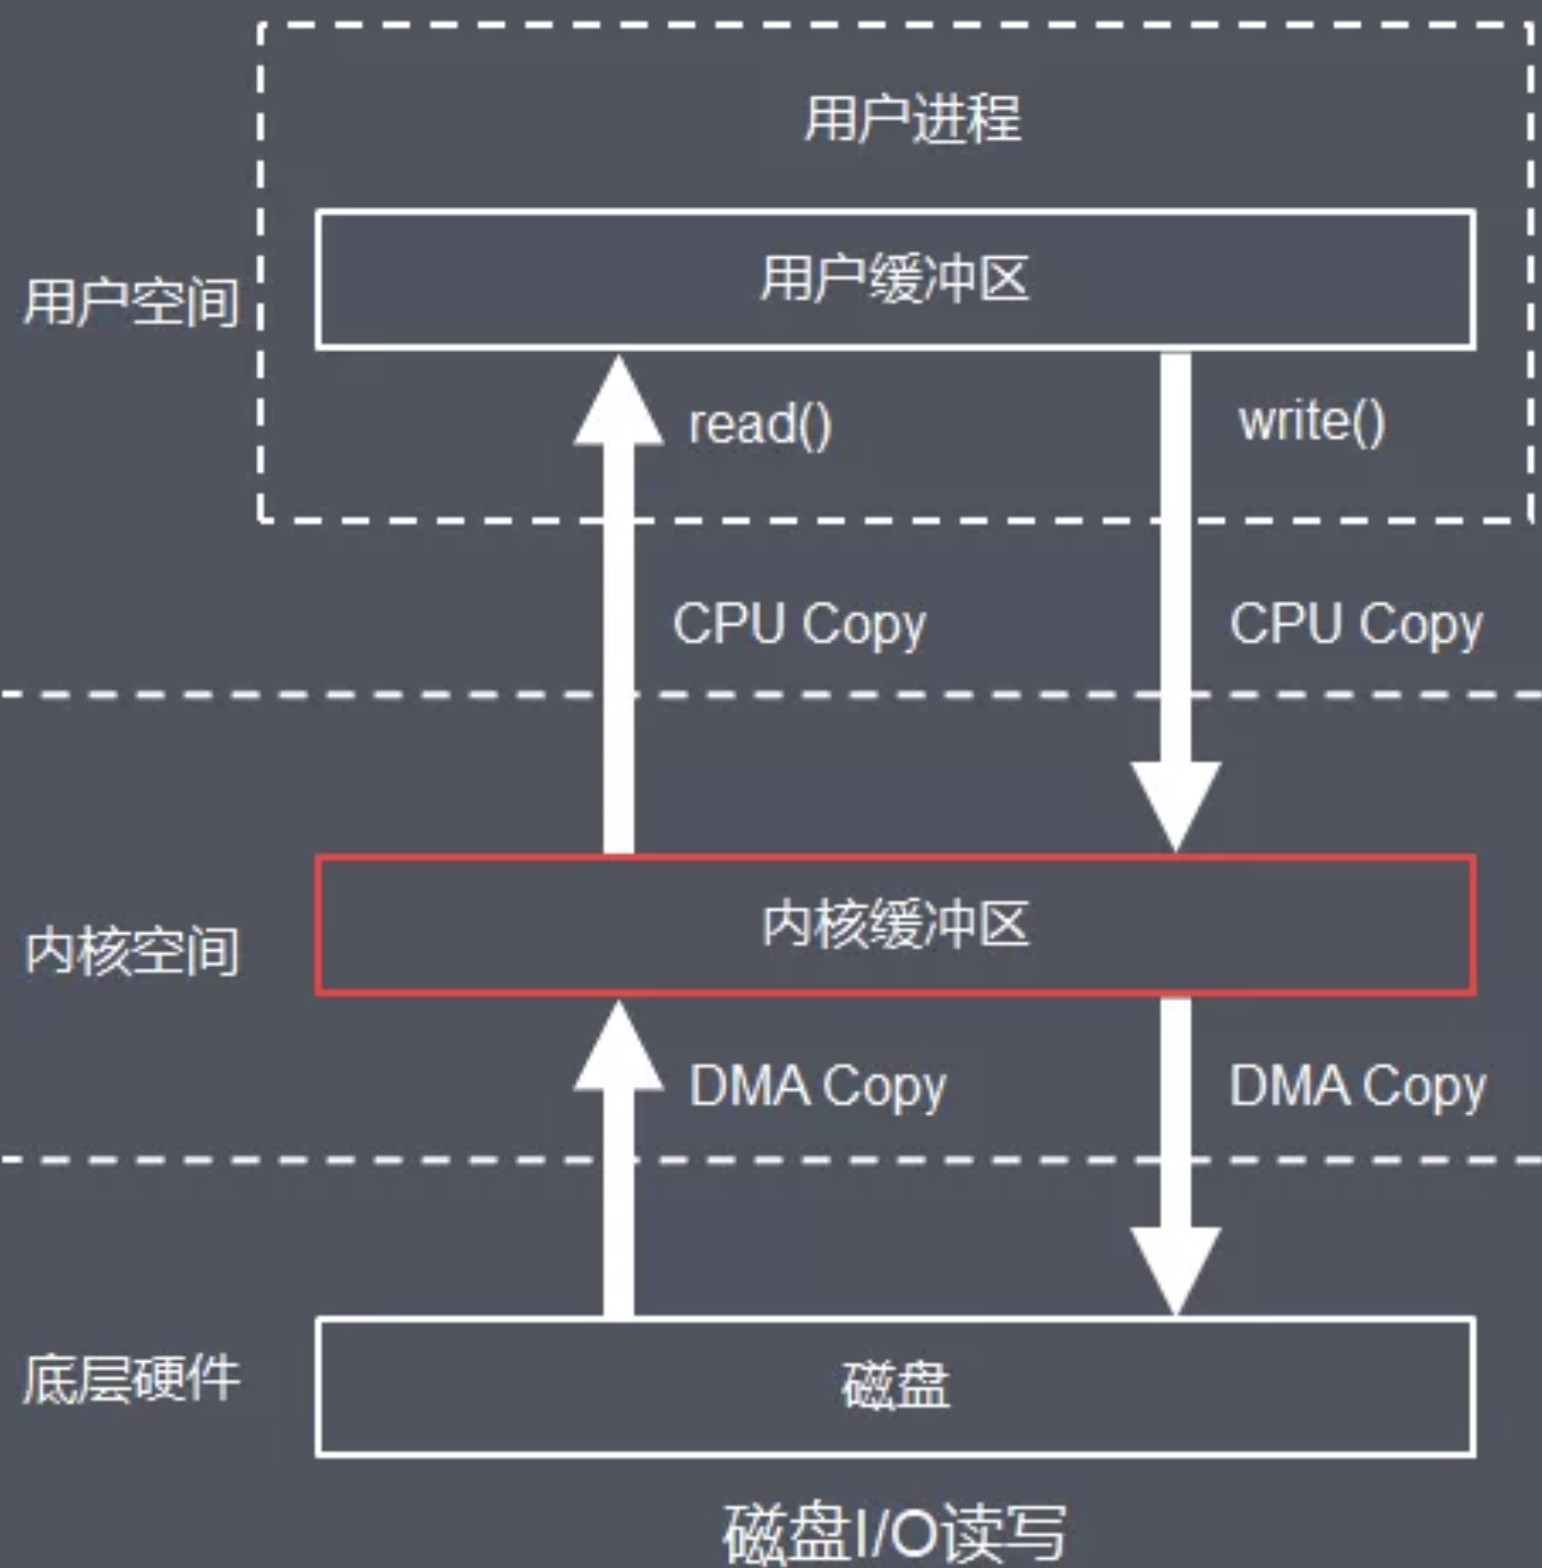 用户进程
用户缓冲区
用户空间
read()
write()
CPU Copy
CPU Copy
内核缓冲区
内核空间
DMA Copy
DMA Copy
磁盘
底层硬件
磁盘I/O读写